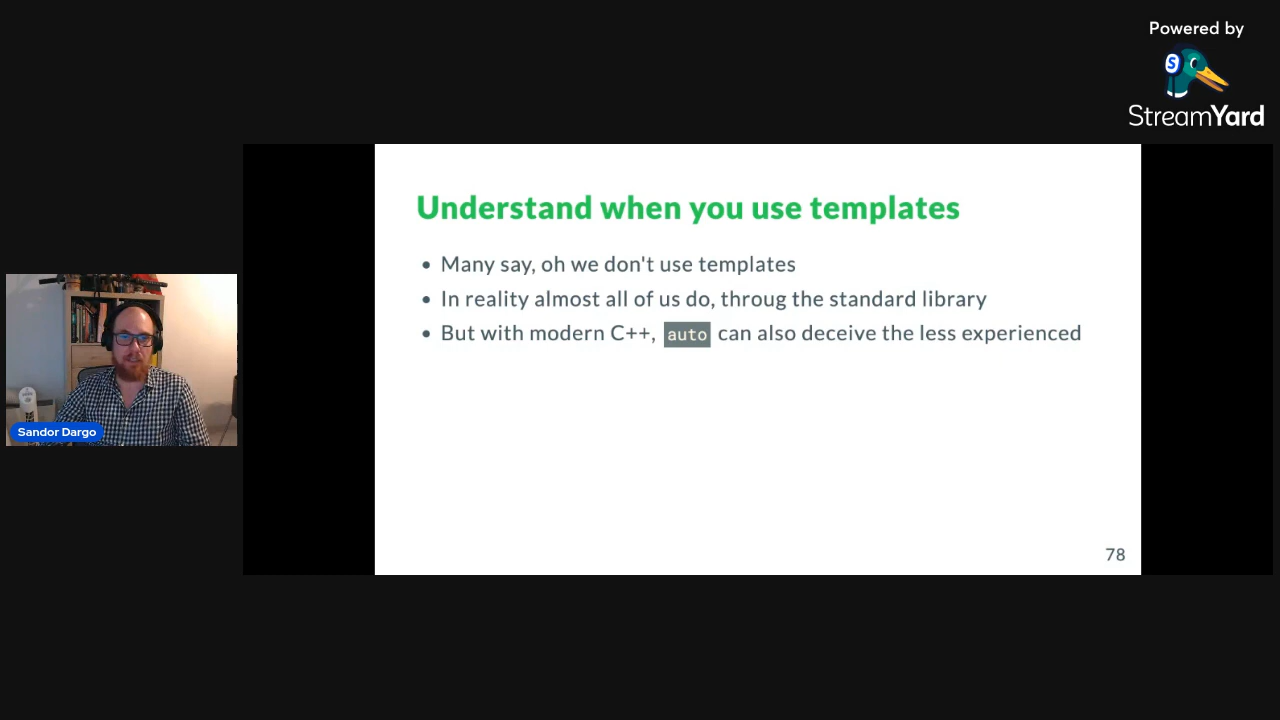 Powered by
StreamYard
Understand when you use templates
• Many say, oh we don't use templates
• In reality almost all of us do, throug the standard library
• But with modern C++, auto can also deceive the less experienced
Sandor Dargo
78